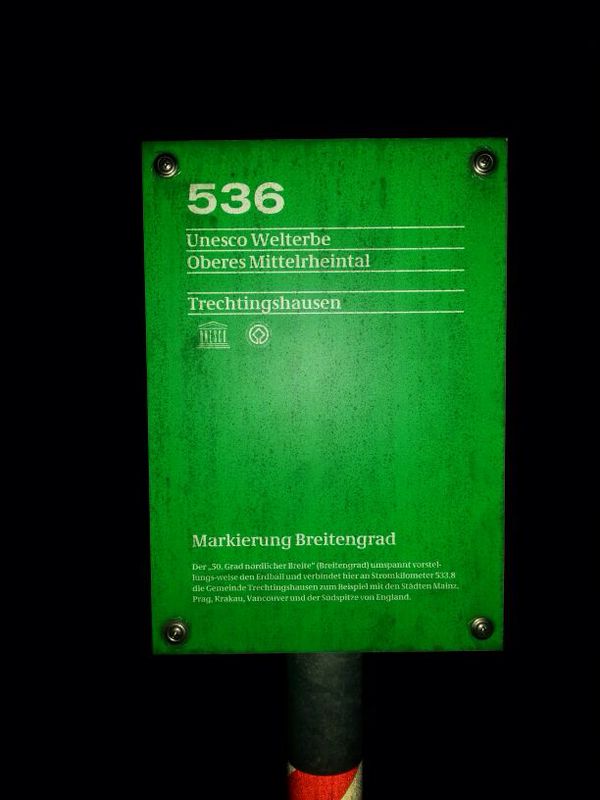 536
Unesco Welterbe
Oberes Mittelrheintal
Trechtingshausen
UNESCO
Markierung Breitengrad
Der „50. Grad nördlicher Breite“ (Breitengrad) umspannt vorstel-
lungs-weise den Erdball und verbindet hier an Stromkilometer 533,8
die Gemeinde Trechtingshausen zum Beispiel mit den Städten Mainz,
Prag, Krakau, Vancouver und der Südspitze von England.